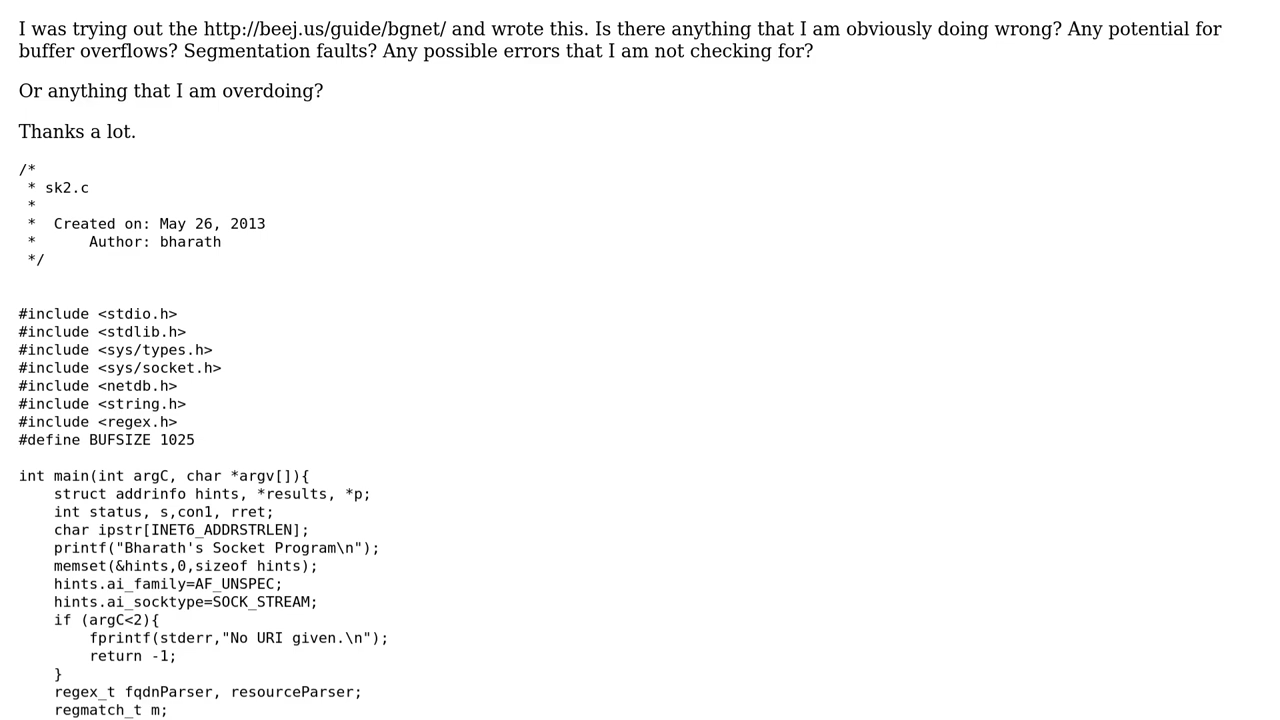 I was trying out the http://beej.us/guide/bgnet/ and wrote this. Is there anything that I am obviously doing wrong? Any potential for
buffer overflows? Segmentation faults? Any possible errors that I am not checking for?
Or anything that I am overdoing?
Thanks a lot.
/*
 * sk2.c
 *
 *  Created on: May 26, 2013
 *      Author: bharath
 */
#include <stdio.h>
#include <stdlib.h>
#include <sys/types.h>
#include <sys/socket.h>
#include <netdb.h>
#include <string.h>
#include <regex.h>
#define BUFSIZE 1025
int main(int argC, char *argv[]){
    struct addrinfo hints, *results, *p;
    int status, s,con1, rret;
    char ipstr[INET6_ADDRSTRLEN];
    printf("Bharath's Socket Program\n");
    memset(&hints,0,sizeof hints);
    hints.ai_family=AF_UNSPEC;
    hints.ai_socktype=SOCK_STREAM;
    if (argC<2){
        fprintf(stderr,"No URI given.\n");
        return -1;
    }
    regex_t fqdnParser, resourceParser;
    regmatch_t m;